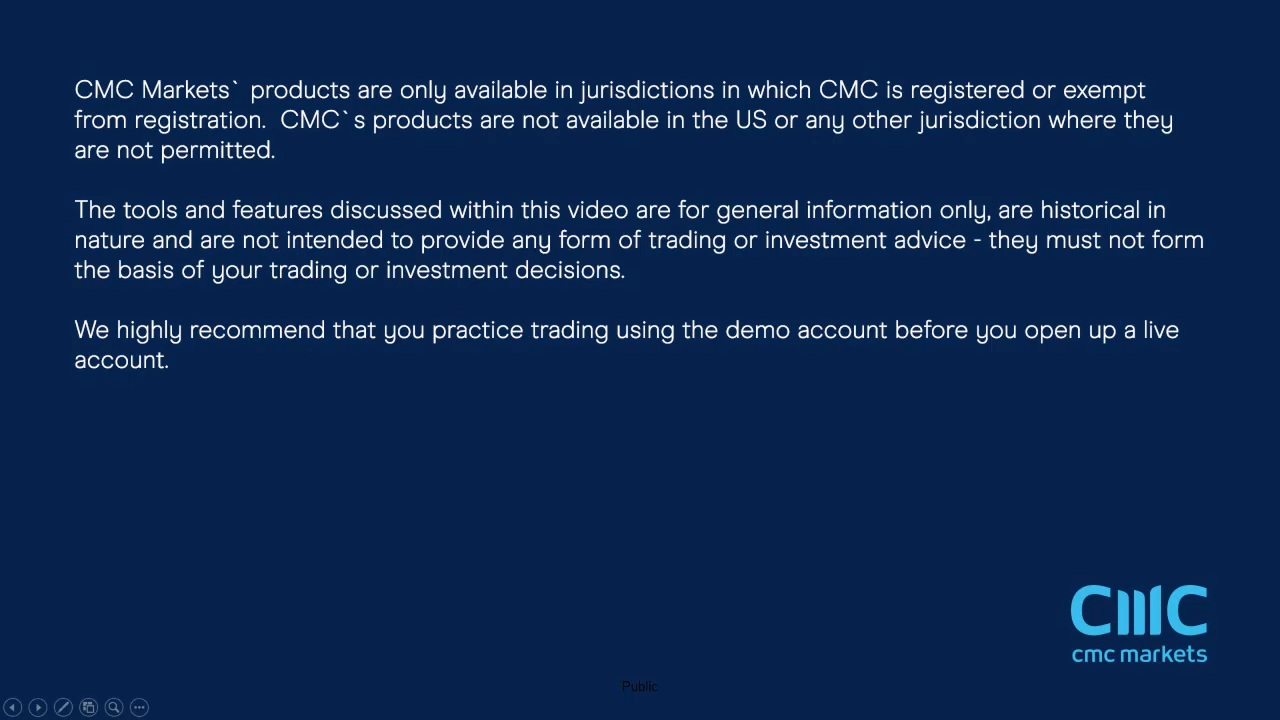 CMC Markets` products are only available in jurisdictions in which CMC is registered or exempt
from registration.  CMC`s products are not available in the US or any other jurisdiction where they
are not permitted.
The tools and features discussed within this video are for general information only, are historical in
nature and are not intended to provide any form of trading or investment advice - they must not form
the basis of your trading or investment decisions.
We highly recommend that you practice trading using the demo account before you open up a live
account.
CMC
cmc markets
Public